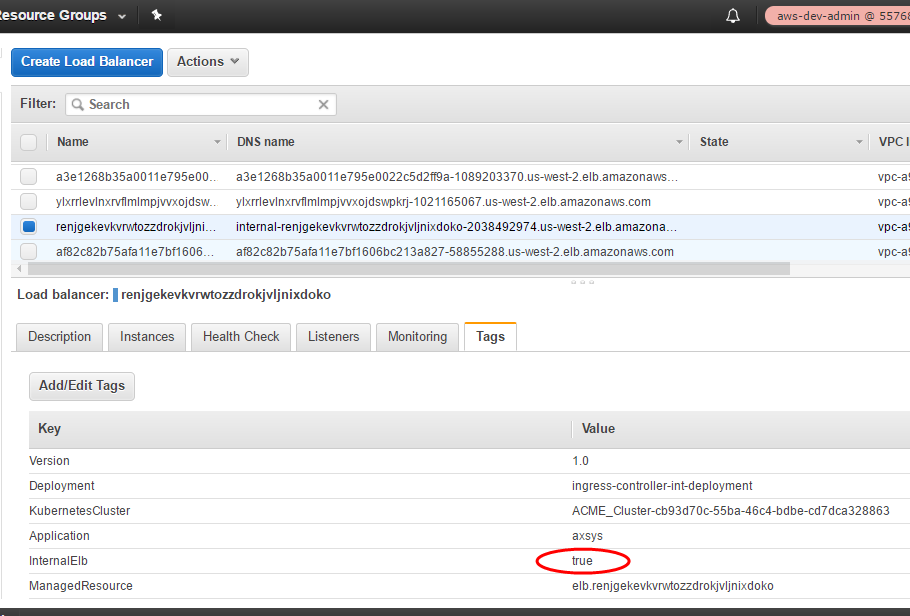 Resource Groups aws-dev-admin @ 55768
Create Load Balancer Actions
Filter: Search
Name DNS name State VPC I
a3e1268b35a0011e795e00.. a3e1268b35a0011e795e0022c5d2ff9a-1089203370.us-west-2.elb.amazonaws... vpc-a9
ylxrrlevlnxrvflmlmpjvvxojdsw.. ylxrrlevlnxrvflmlmpjvvxojdswpkrj-1021165067.us-west-2.elb.amazonaws.com vpc-a9
renjgekevkvrwtozzdrokjvljni... internal-renjgekevkvrwtozzdrokjvljnixdoko-2038492974.us-west-2.elb.amazona... vpc-a9
af82c82b75afa11e7bf1606... af82c82b75afa11e7bf1606bc213a827-58855288.us-west-2.elb.amazonaws.com vpc-a9
Load balancer: renjgekevkvrwtozzdrokjvljnixdoko
Description Instances Health Check Listeners Monitoring Tags
Add/Edit Tags
Key Value
Version 1.0
Deployment ingress-controller-int-deployment
KubernetesCluster ACME_Cluster-cb93d70c-55ba-46c4-bdbe-cd7dca328863
Application axsys
InternalElb true
ManagedResource elb.renjgekevkvrwtozzdrokjvljnixdoko